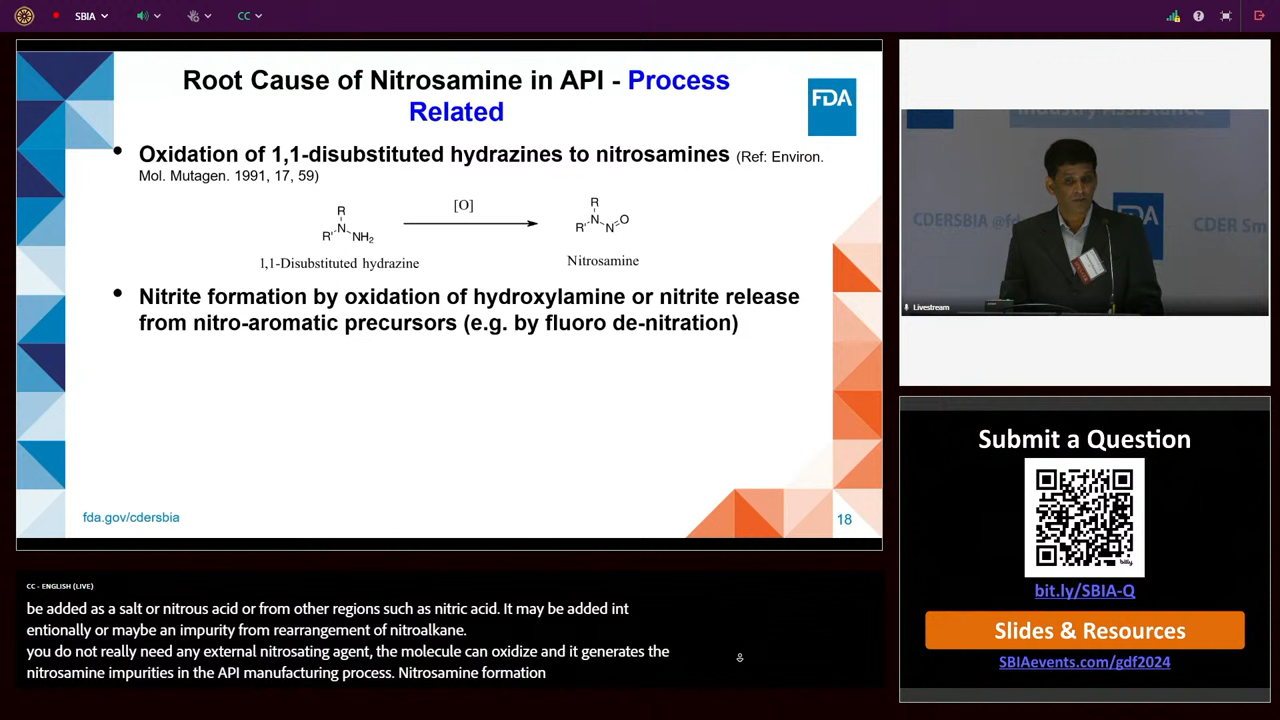 SBIA
CC
Root Cause of Nitrosamine in API - Process
Related
FDA
• Oxidation of 1,1-disubstituted hydrazines to nitrosamines (Ref: Environ.
Mol. Mutagen. 1991, 17, 59)
[O]
R
N
R'
NH2
R
N
O
R'
N
1,1-Disubstituted hydrazine
Nitrosamine
• Nitrite formation by oxidation of hydroxylamine or nitrite release
from nitro-aromatic precursors (e.g. by fluoro de-nitration)
fda.gov/cdersbia
18
Industry Assistance
CDERSBIA @fd
FDA
CDER Sm
Livestream
Submit a Question
bitly
bit.ly/SBIA-Q
Slides & Resources
SBIAevents.com/gdf2024
CC - ENGLISH (LIVE)
be added as a salt or nitrous acid or from other regions such as nitric acid. It may be added int
entionally or maybe an impurity from rearrangement of nitroalkane.
you do not really need any external nitrosating agent, the molecule can oxidize and it generates the
nitrosamine impurities in the API manufacturing process. Nitrosamine formation